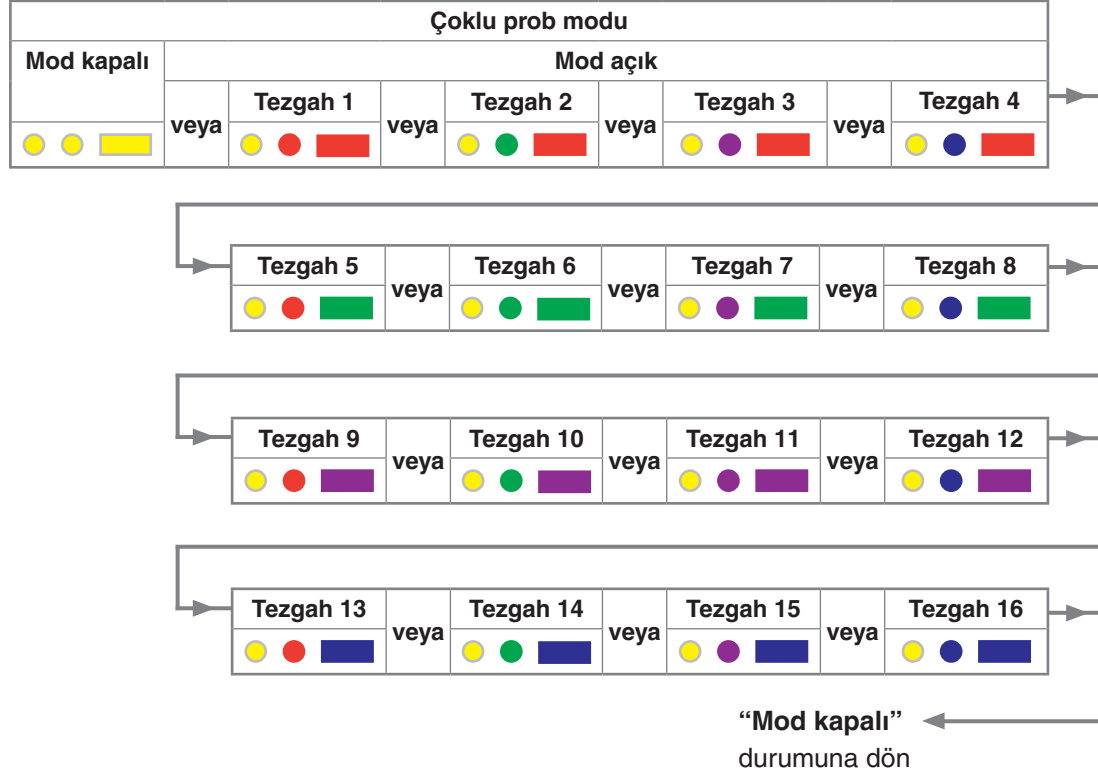 Çoklu prob modu
Mod kapalı
Mod açık
veya
Tezgah 1
veya
Tezgah 2
veya
Tezgah 3
veya
Tezgah 4
Tezgah 5
veya
Tezgah 6
veya
Tezgah 7
veya
Tezgah 8
Tezgah 9
veya
Tezgah 10
veya
Tezgah 11
veya
Tezgah 12
Tezgah 13
veya
Tezgah 14
veya
Tezgah 15
veya
Tezgah 16
“Mod kapalı”
durumuna dön